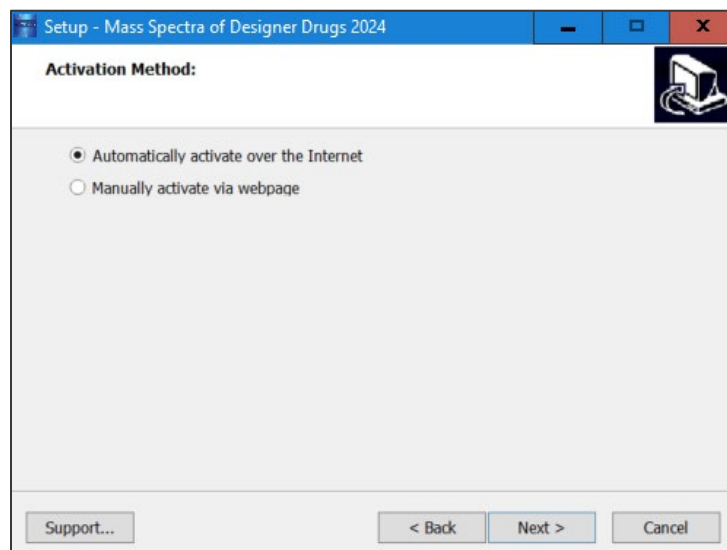 Setup - Mass Spectra of Designer Drugs 2024
Activation Method:
Automatically activate over the Internet
Manually activate via webpage
Support...
< Back
Next >
Cancel